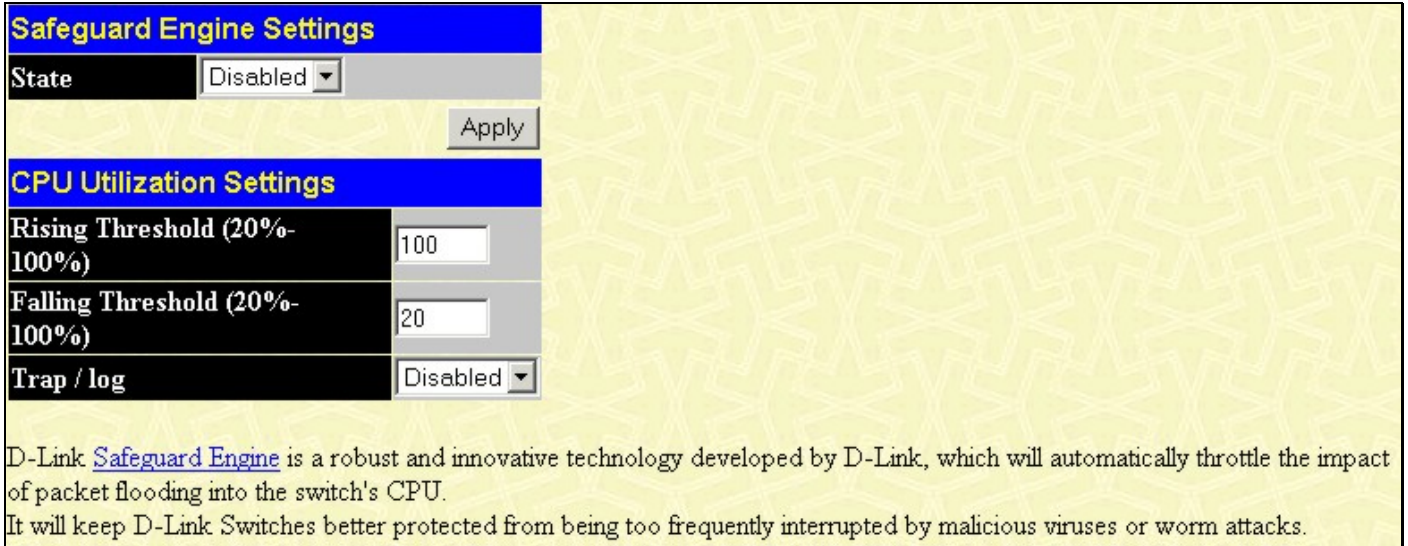 Safeguard Engine Settings
State Disabled
Apply
CPU Utilization Settings
Rising Threshold (20%-
100%) 100
Falling Threshold (20%-
100%) 20
Trap / log Disabled
D-Link Safeguard Engine is a robust and innovative technology developed by D-Link, which will automatically throttle the impact
of packet flooding into the switch's CPU.
It will keep D-Link Switches better protected from being too frequently interrupted by malicious viruses or worm attacks.